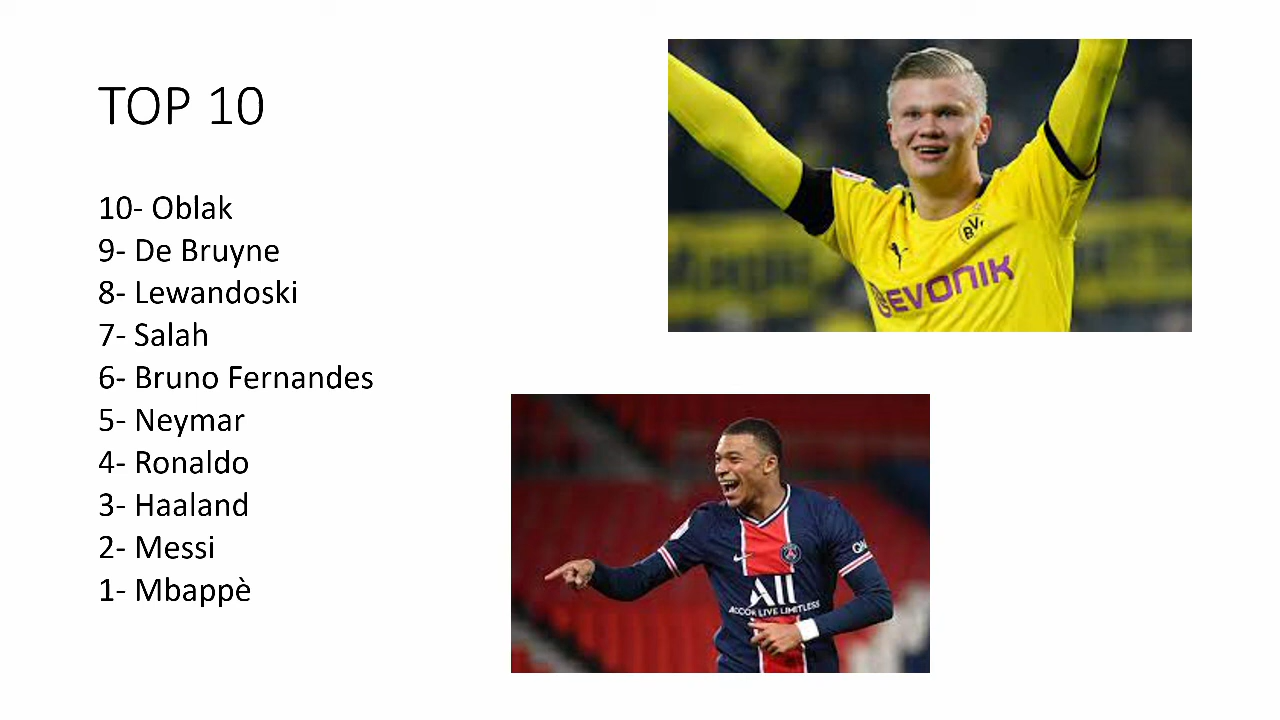 TOP 10
10- Oblak
9- De Bruyne
8- Lewandoski
7- Salah
6- Bruno Fernandes
5- Neymar
4- Ronaldo
3- Haaland
2- Messi
1- Mbappè
BVB
EVONIK
ALL
ACCOR LIVE LIMITLESS